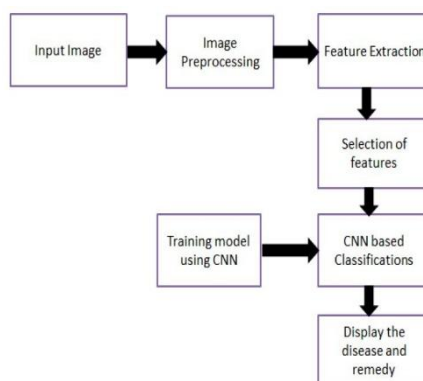 Input Image
Image
Preprocessing
Feature Extraction
Selection of
features
Training model
using CNN
CNN based
Classifications
Display the
disease and
remedy